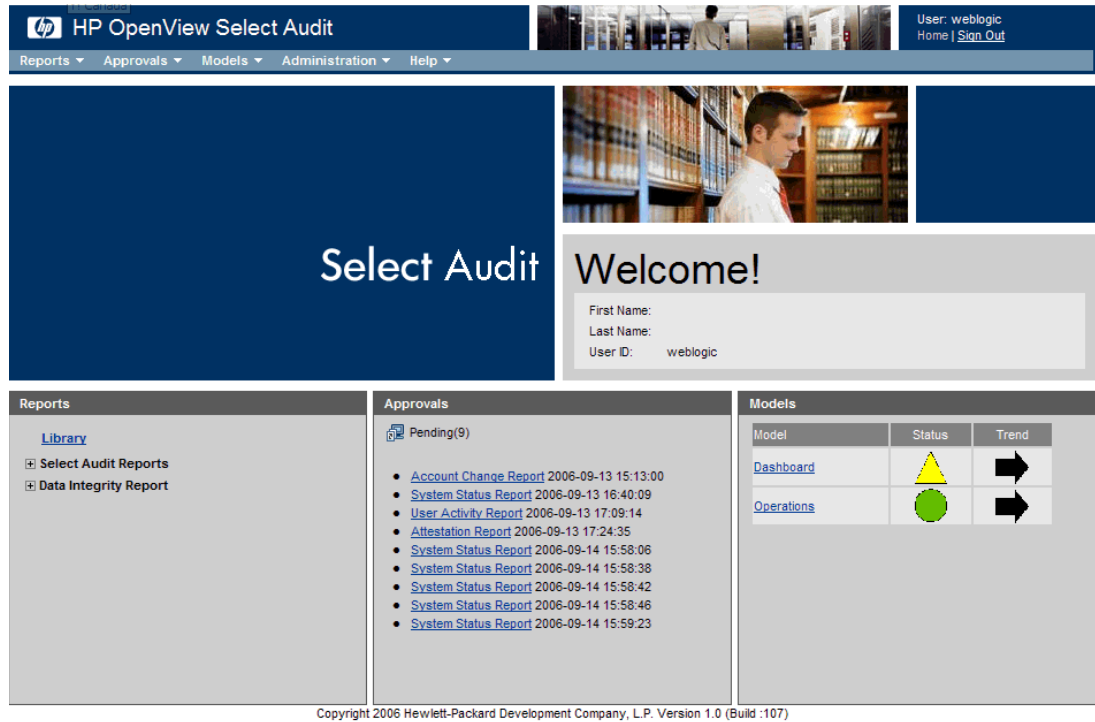 IT Canada
hp HP OpenView Select Audit
User: weblogic
Home | Sign Out
Reports Approvals Models Administration Help
Select Audit
Welcome!
First Name:
Last Name:
User ID: weblogic
Reports
Library
Select Audit Reports
Data Integrity Report
Approvals
Pending(9)
Account Change Report 2006-09-13 15:13:00
System Status Report 2006-09-13 16:40:09
User Activity Report 2006-09-13 17:09:14
Attestation Report 2006-09-13 17:24:35
System Status Report 2006-09-14 15:58:06
System Status Report 2006-09-14 15:58:38
System Status Report 2006-09-14 15:58:42
System Status Report 2006-09-14 15:58:46
System Status Report 2006-09-14 15:59:23
Models
Model Status Trend
Dashboard
Operations
Copyright 2006 Hewlett-Packard Development Company, L.P. Version 1.0 (Build :107)